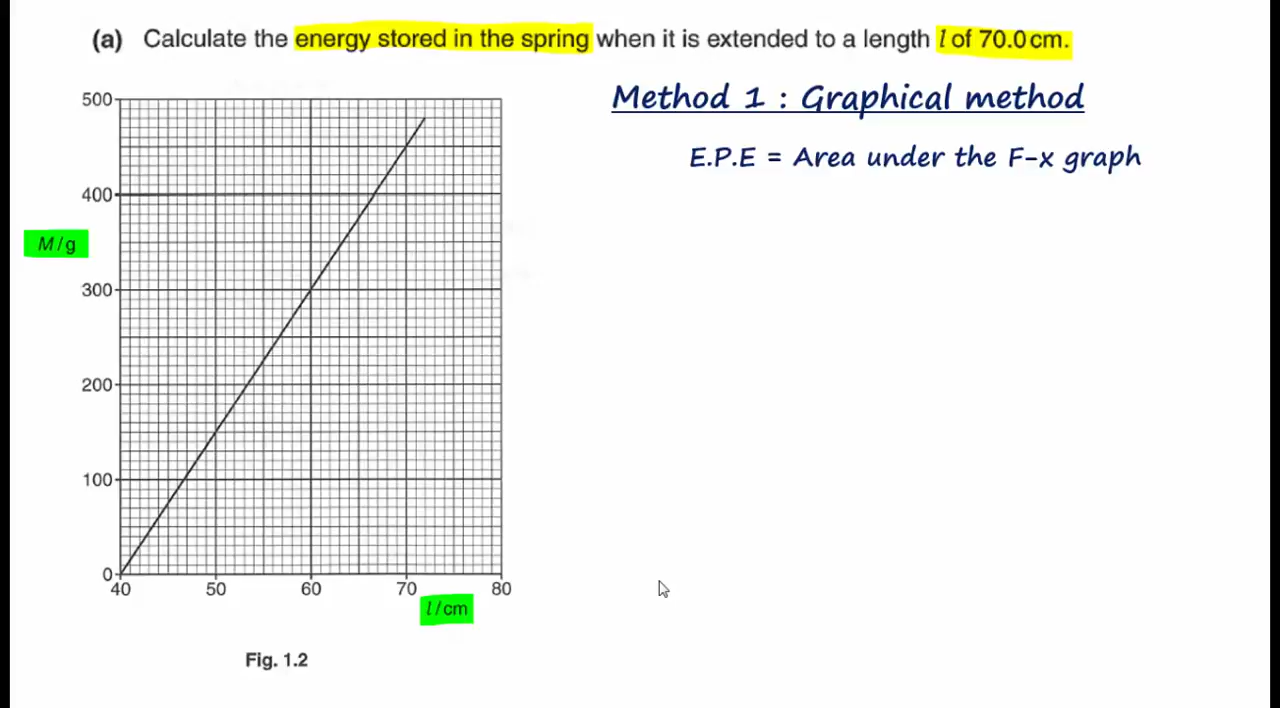 (a) Calculate the energy stored in the spring when it is extended to a length l of 70.0 cm.
Method 1 : Graphical method
E.P.E = Area under the F-x graph
500
400
M/g
300
200
100
0
40 50 60 70 80
l/cm
Fig. 1.2